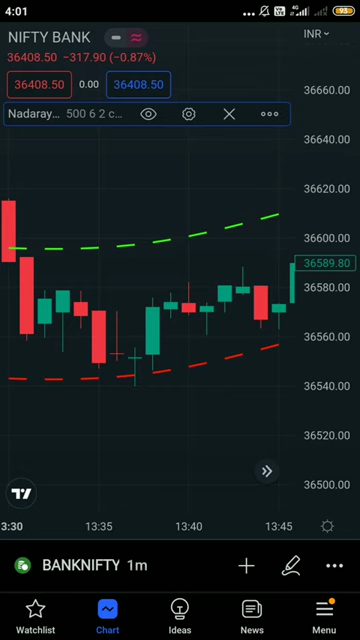 4:01
4G
93
NIFTY BANK
INR
36408.50 −317.90 (−0.87%)
36408.50 0.00 36408.50
Nadaray... 500 6 2 c...
36660.00
36640.00
36620.00
36600.00
36589.80
36580.00
36560.00
36540.00
36520.00
36500.00
3:30 13:35 13:40 13:45
BANKNIFTY 1m
Watchlist Chart Ideas News Menu